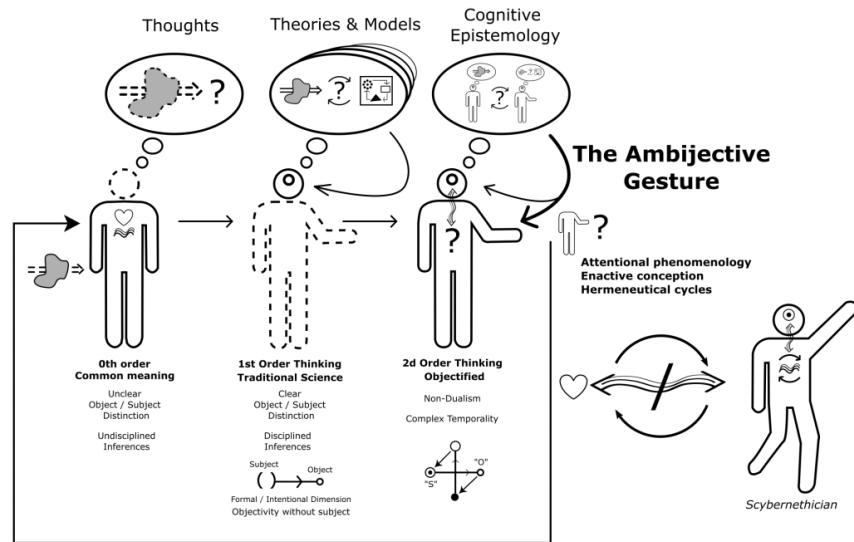 Thoughts
Theories & Models
Cognitive
Epistemology
?
?
?
The Ambijective
Gesture
?
?
Attentional phenomenology
Enactive conception
Hermeneutical cycles
0th order
Common meaning
Unclear
Object / Subject
Distinction
Undisciplined
Inferences
1st Order Thinking
Traditional Science
Clear
Object / Subject
Distinction
Disciplined
Inferences
Subject
Object
( )
Formal / Intentional Dimension
Objectivity without subject
2d Order Thinking
Objectified
Non-Dualism
Complex Temporality
"O"
"S"
/
Scybernethician